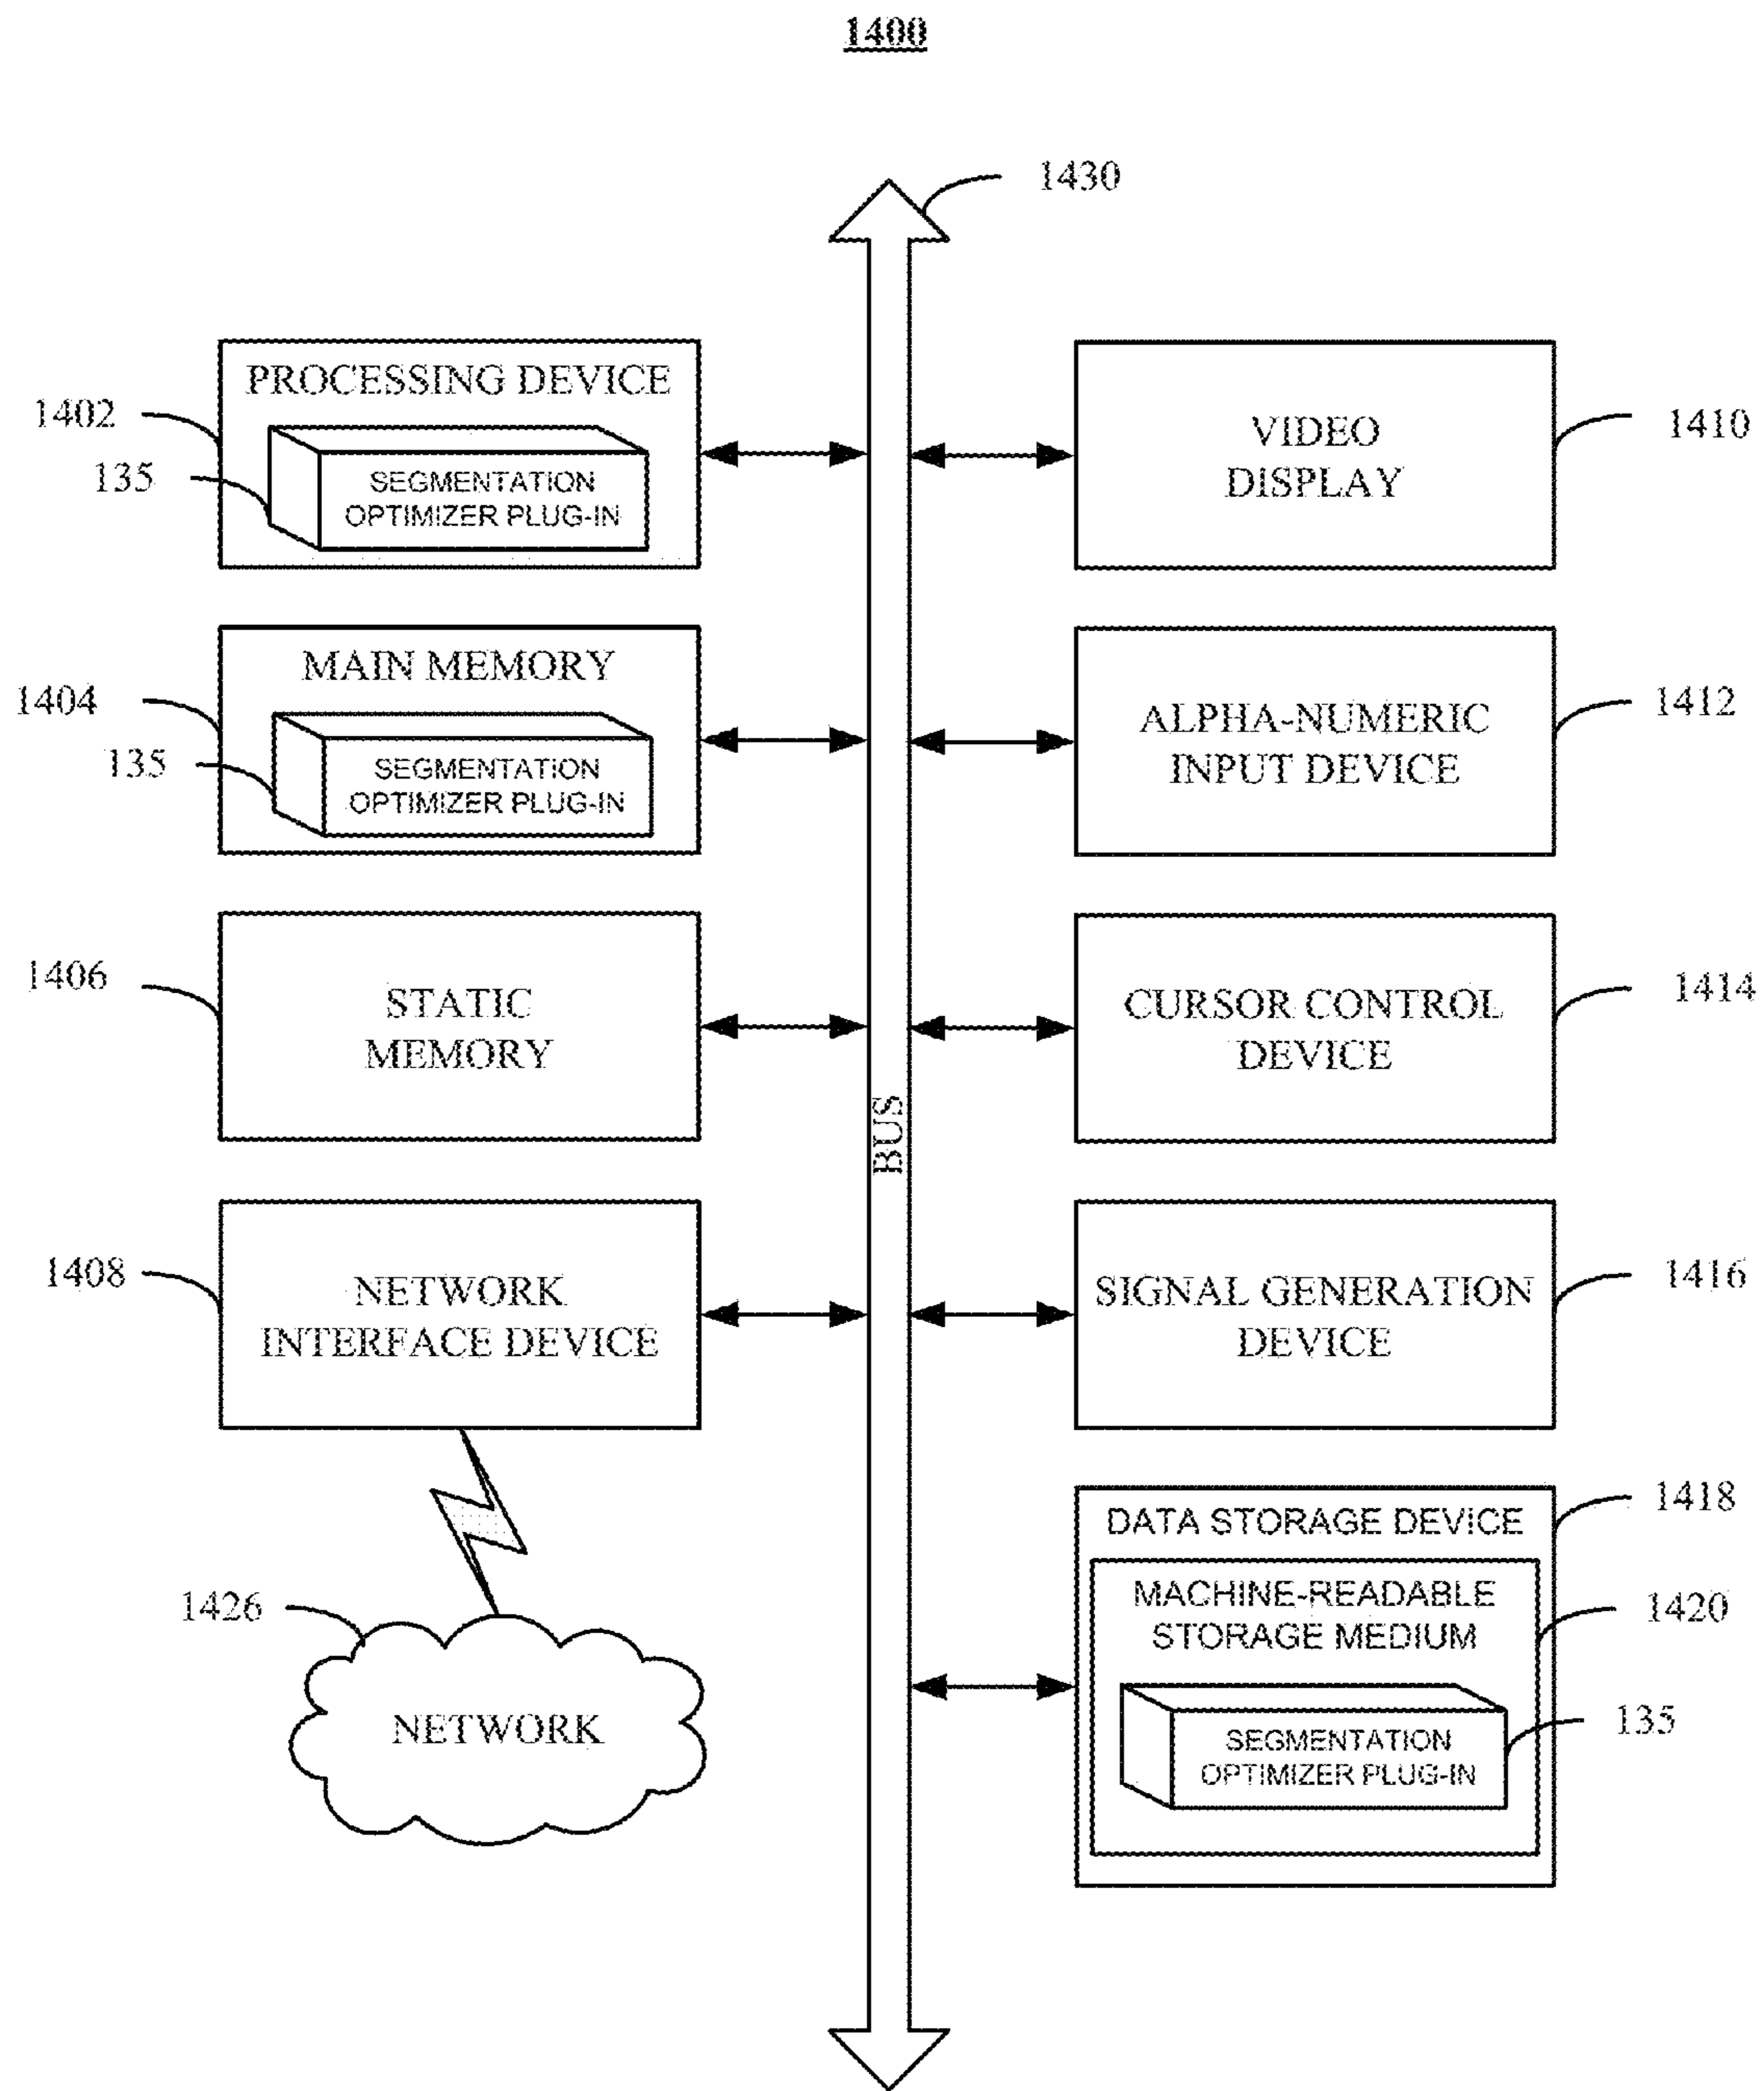 1400
1430
PROCESSING DEVICE
1402
135
SEGMENTATION
OPTIMIZER PLUG-IN
VIDEO
DISPLAY
1410
MAIN MEMORY
1404
135
SEGMENTATION
OPTIMIZER PLUG-IN
ALPHA-NUMERIC
INPUT DEVICE
1412
1406
STATIC
MEMORY
CURSOR CONTROL
DEVICE
1414
BUS
1408
NETWORK
INTERFACE DEVICE
SIGNAL GENERATION
DEVICE
1416
1426
NETWORK
DATA STORAGE DEVICE
1418
MACHINE-READABLE
STORAGE MEDIUM
1420
SEGMENTATION
OPTIMIZER PLUG-IN
135